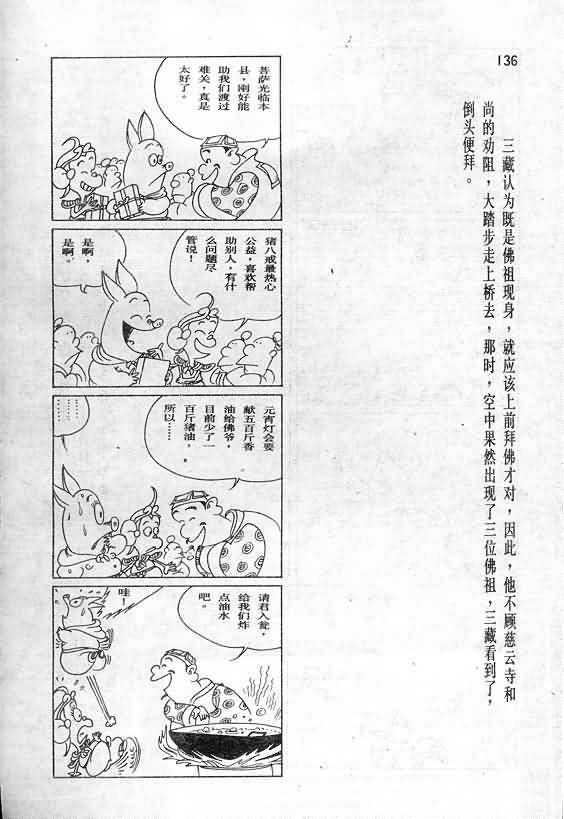 136
三藏认为既是佛祖现身，就应该上前拜佛才对，因此，他不顾慈云寺和
尚的劝阻，大踏步走上桥去，那时，空中果然出现了三位佛祖，三藏看到了，
倒头便拜。
菩萨光临本
县，刚好能
助我们渡过
难关，真是
太好了。
猪八戒最热心
公益，喜欢帮
助别人，有什
么问题尽
管说！
是啊，
是啊。
元宵灯会要
献五百斤香
油给佛爷，
目前少了一
百斤猪油，
所以……
………
………
请君入瓮，
给我们炸
点油水
吧。
哇！